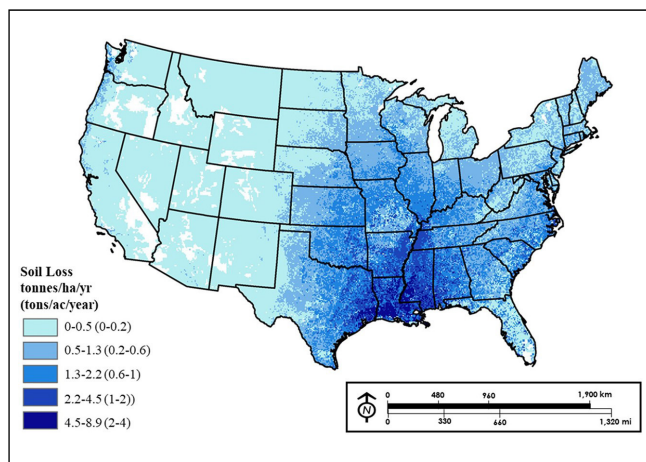 Soil Loss
tonnes/ha/yr
(tons/ac/year)
0-0.5 (0-0.2)
0.5-1.3 (0.2-0.6)
1.3-2.2 (0.6-1)
2.2-4.5 (1-2))
4.5-8.9 (2-4)
N
0 480 960 1,900 km
0 330 660 1,320 mi